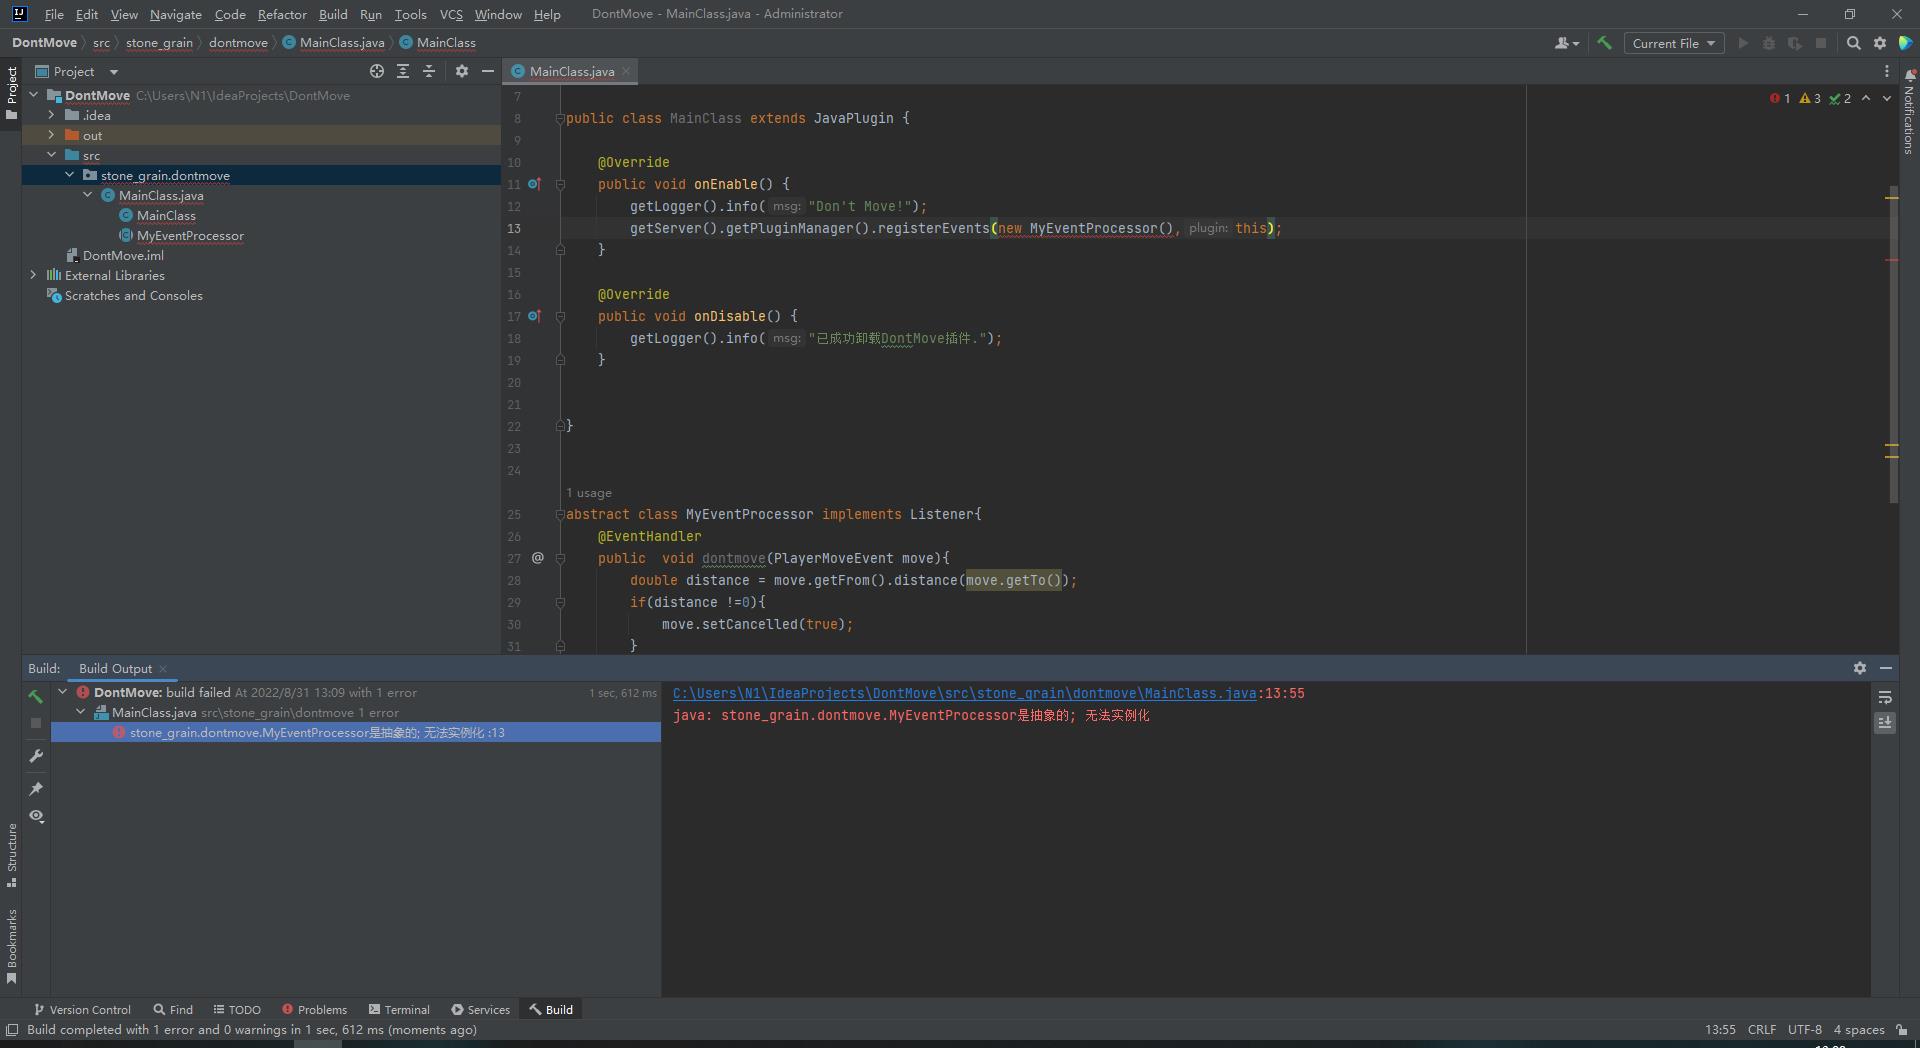 File Edit View Navigate Code Refactor Build Run Tools VCS Window Help DontMove - MainClass.java - Administrator
DontMove src stone_grain dontmove MainClass.java MainClass
Current File
Project
Project
MainClass.java
Notifications
DontMove C:\Users\N1\IdeaProjects\DontMove
.idea
out
src
stone_grain.dontmove
MainClass.java
MainClass
MyEventProcessor
DontMove.iml
External Libraries
Scratches and Consoles
1 3 2
7
8 public class MainClass extends JavaPlugin {
9
10 @Override
11 public void onEnable() {
12 getLogger().info( msg: "Don't Move!");
13 getServer().getPluginManager().registerEvents(new MyEventProcessor(), plugin: this);
14 }
15
16 @Override
17 public void onDisable() {
18 getLogger().info( msg: "已成功卸载DontMove插件.");
19 }
20
21
22 }
23
24
1 usage
25 abstract class MyEventProcessor implements Listener{
26 @EventHandler
27 @ public  void dontmove(PlayerMoveEvent move){
28 double distance = move.getFrom().distance(move.getTo());
29 if(distance !=0){
30 move.setCancelled(true);
31 }
Build: Build Output
DontMove: build failed At 2022/8/31 13:09 with 1 error 1 sec, 612 ms
MainClass.java src\stone_grain\dontmove 1 error
stone_grain.dontmove.MyEventProcessor是抽象的; 无法实例化 :13
C:\Users\N1\IdeaProjects\DontMove\src\stone_grain\dontmove\MainClass.java:13:55
java: stone_grain.dontmove.MyEventProcessor是抽象的; 无法实例化
Structure
Bookmarks
Version Control Find TODO Problems Terminal Services Build
Build completed with 1 error and 0 warnings in 1 sec, 612 ms (moments ago) 13:55 CRLF UTF-8 4 spaces